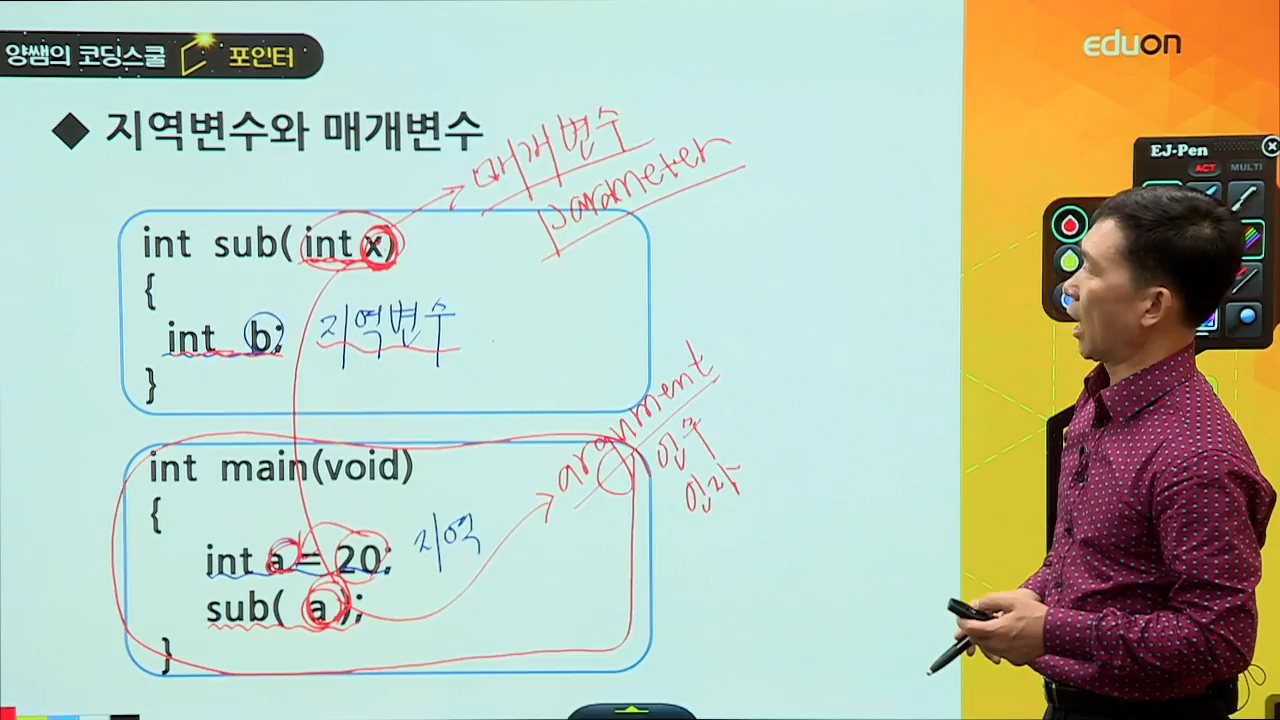 양쌤의 코딩스쿨 포인터
eduon
EJ-Pen
ACT MULTI
◆ 지역변수와 매개변수
매개변수
parameter
int sub( int x)
{
int b; 지역변수
}
argument
인수
인자
int main(void)
{
int a = 20; 지역
sub( a );
}